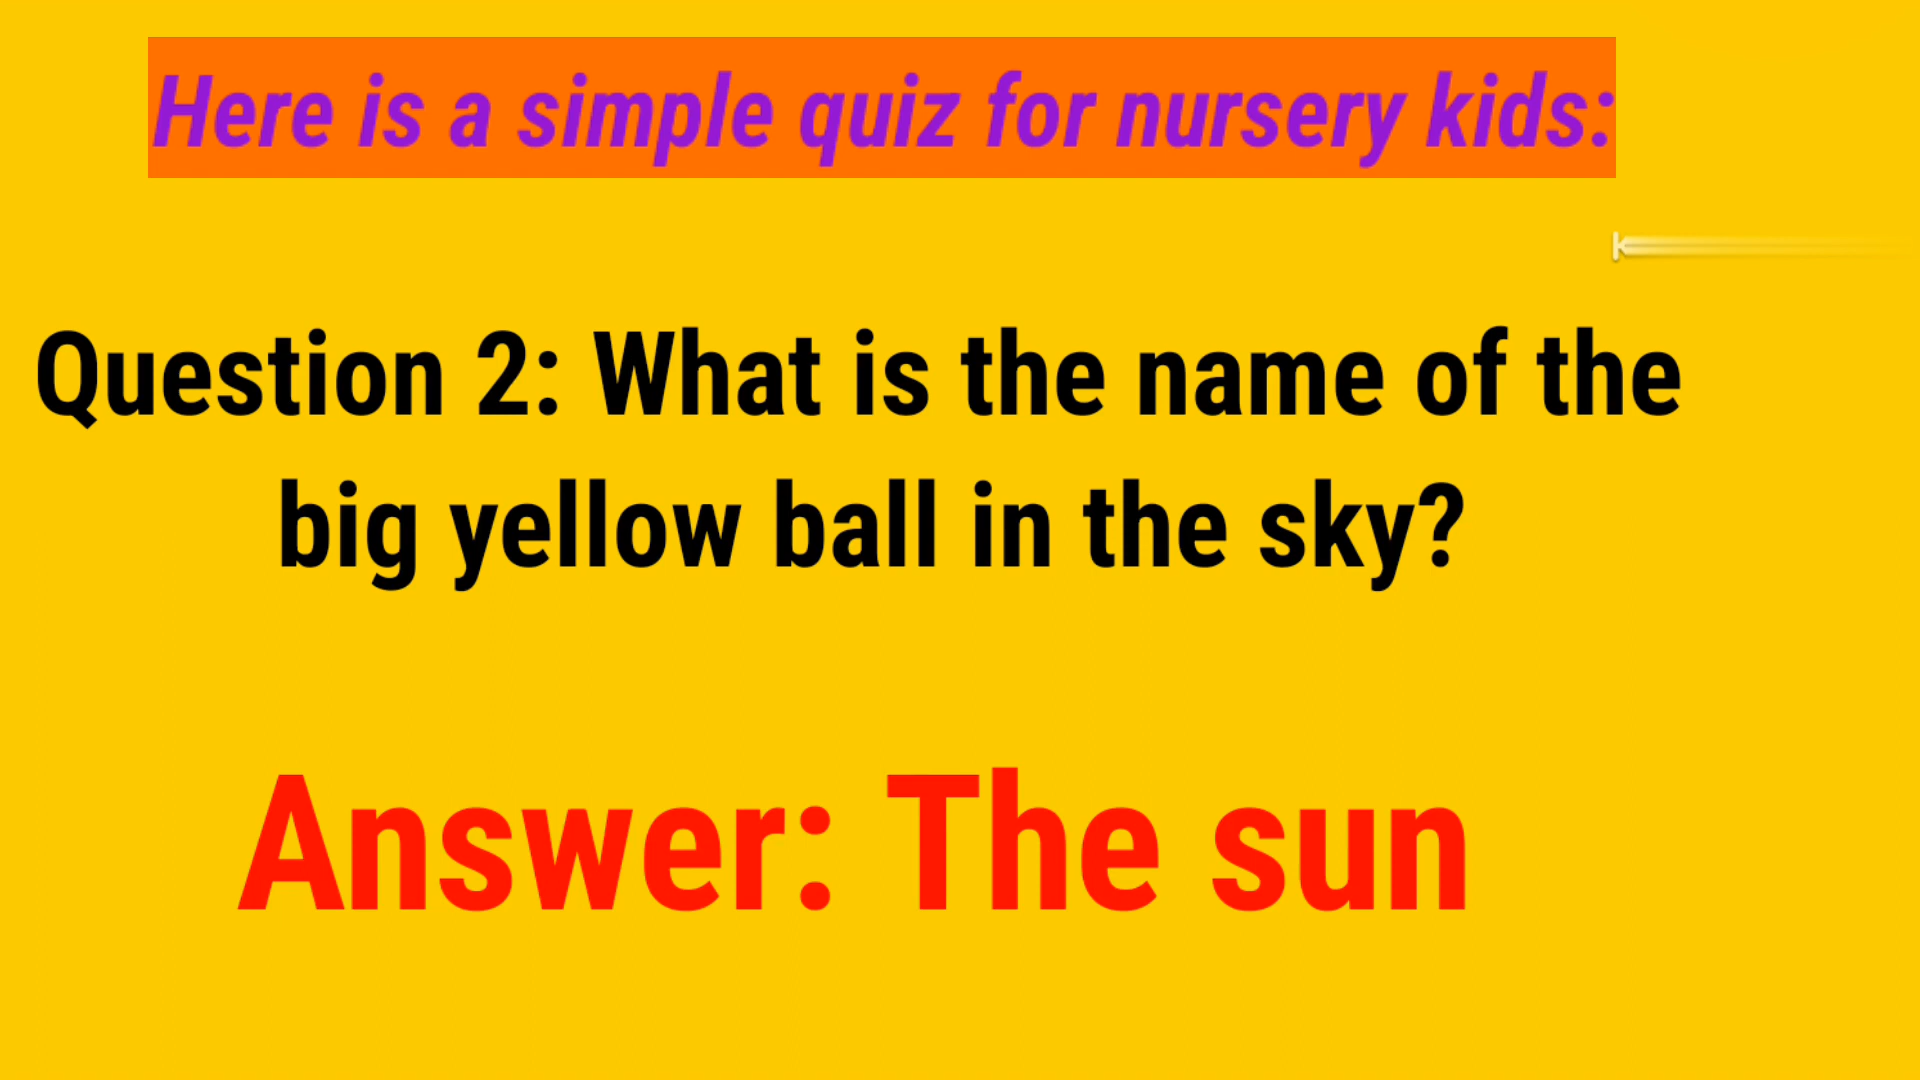 Here is a simple quiz for nursery kids:
Question 2: What is the name of the
big yellow ball in the sky?
Answer: The sun